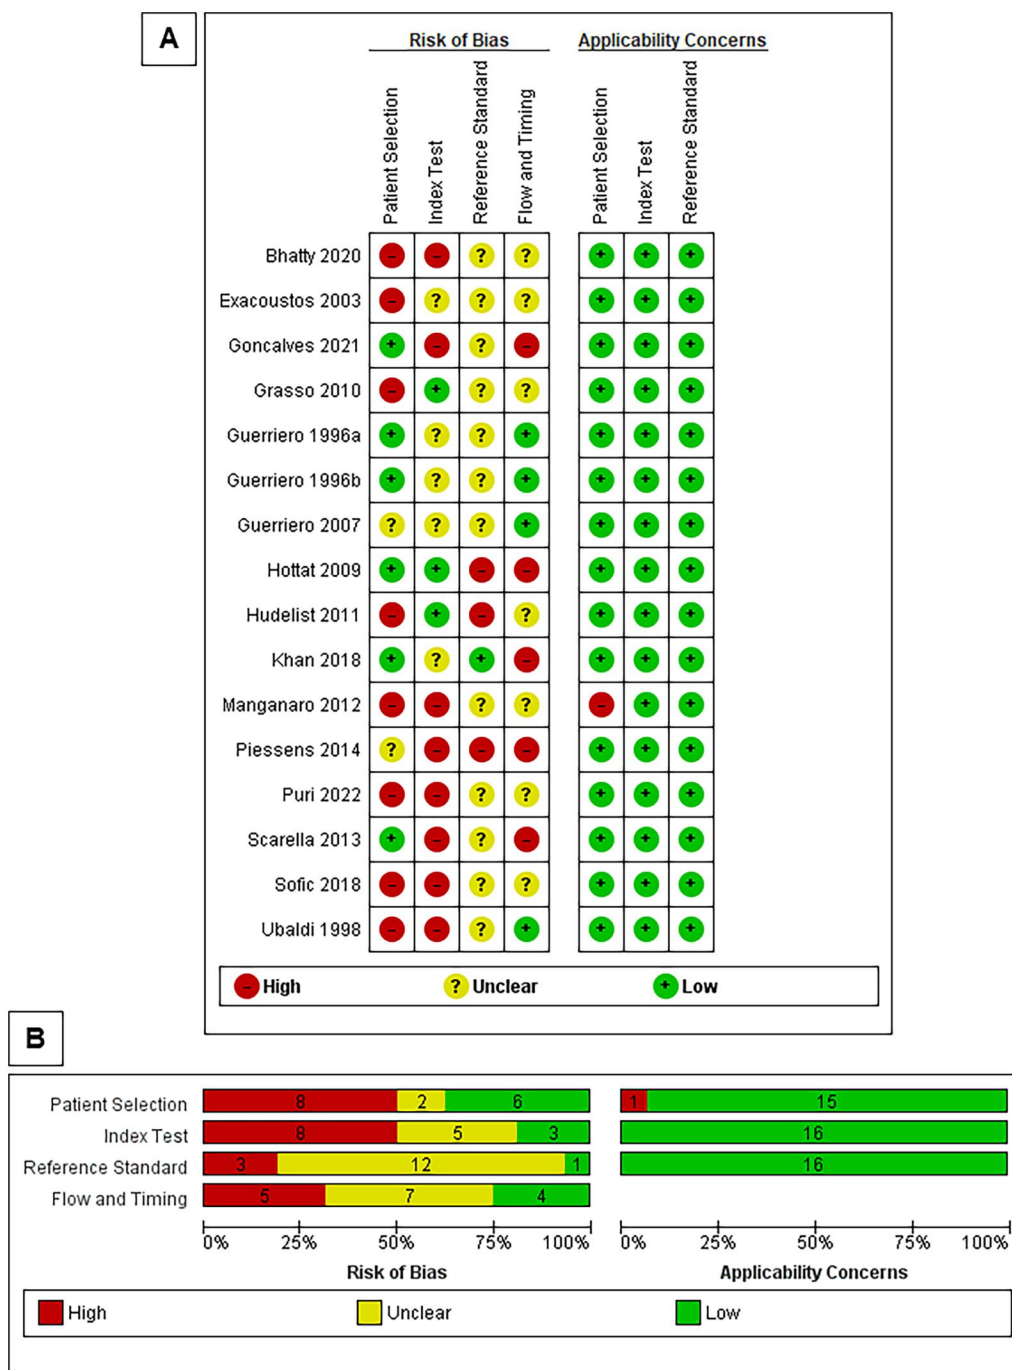 A
Risk of Bias
Applicability Concerns
Patient Selection
Index Test
Reference Standard
Flow and Timing
Patient Selection
Index Test
Reference Standard
Bhatty 2020 - - ? ? + + +
Exacoustos 2003 - ? ? ? + + +
Goncalves 2021 + - ? - + + +
Grasso 2010 - + ? ? + + +
Guerriero 1996a + ? ? + + + +
Guerriero 1996b + ? ? + + + +
Guerriero 2007 ? ? ? + + + +
Hottat 2009 + + - - + + +
Hudelist 2011 - + - ? + + +
Khan 2018 + ? + - + + +
Manganaro 2012 - - ? ? - + +
Piessens 2014 ? - - - + + +
Puri 2022 - - ? ? + + +
Scarella 2013 + - ? - + + +
Sofic 2018 - - ? ? + + +
Ubaldi 1998 - - ? + + + +
- High ? Unclear + Low
B
Patient Selection 8 2 6 1 15
Index Test 8 5 3 16
Reference Standard 3 12 1 16
Flow and Timing 5 7 4
0% 25% 50% 75% 100% 0% 25% 50% 75% 100%
Risk of Bias Applicability Concerns
High Unclear Low